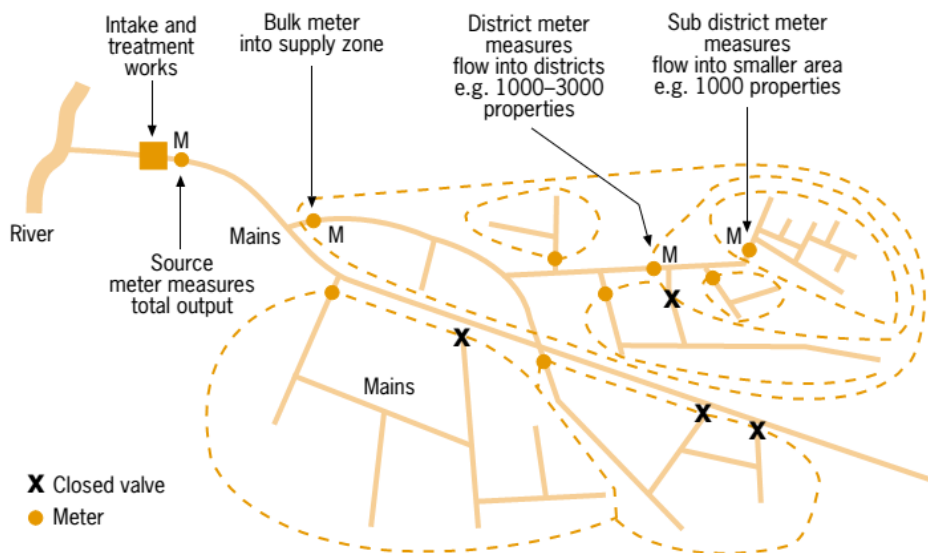 Intake and
treatment
works
Bulk meter
into supply zone
District meter
measures
flow into districts
e.g. 1000–3000
properties
Sub district meter
measures
flow into smaller area
e.g. 1000 properties
M
River
Mains
M
M
M
Source
meter measures
total output
Mains
X
X
X
X
X Closed valve
Meter